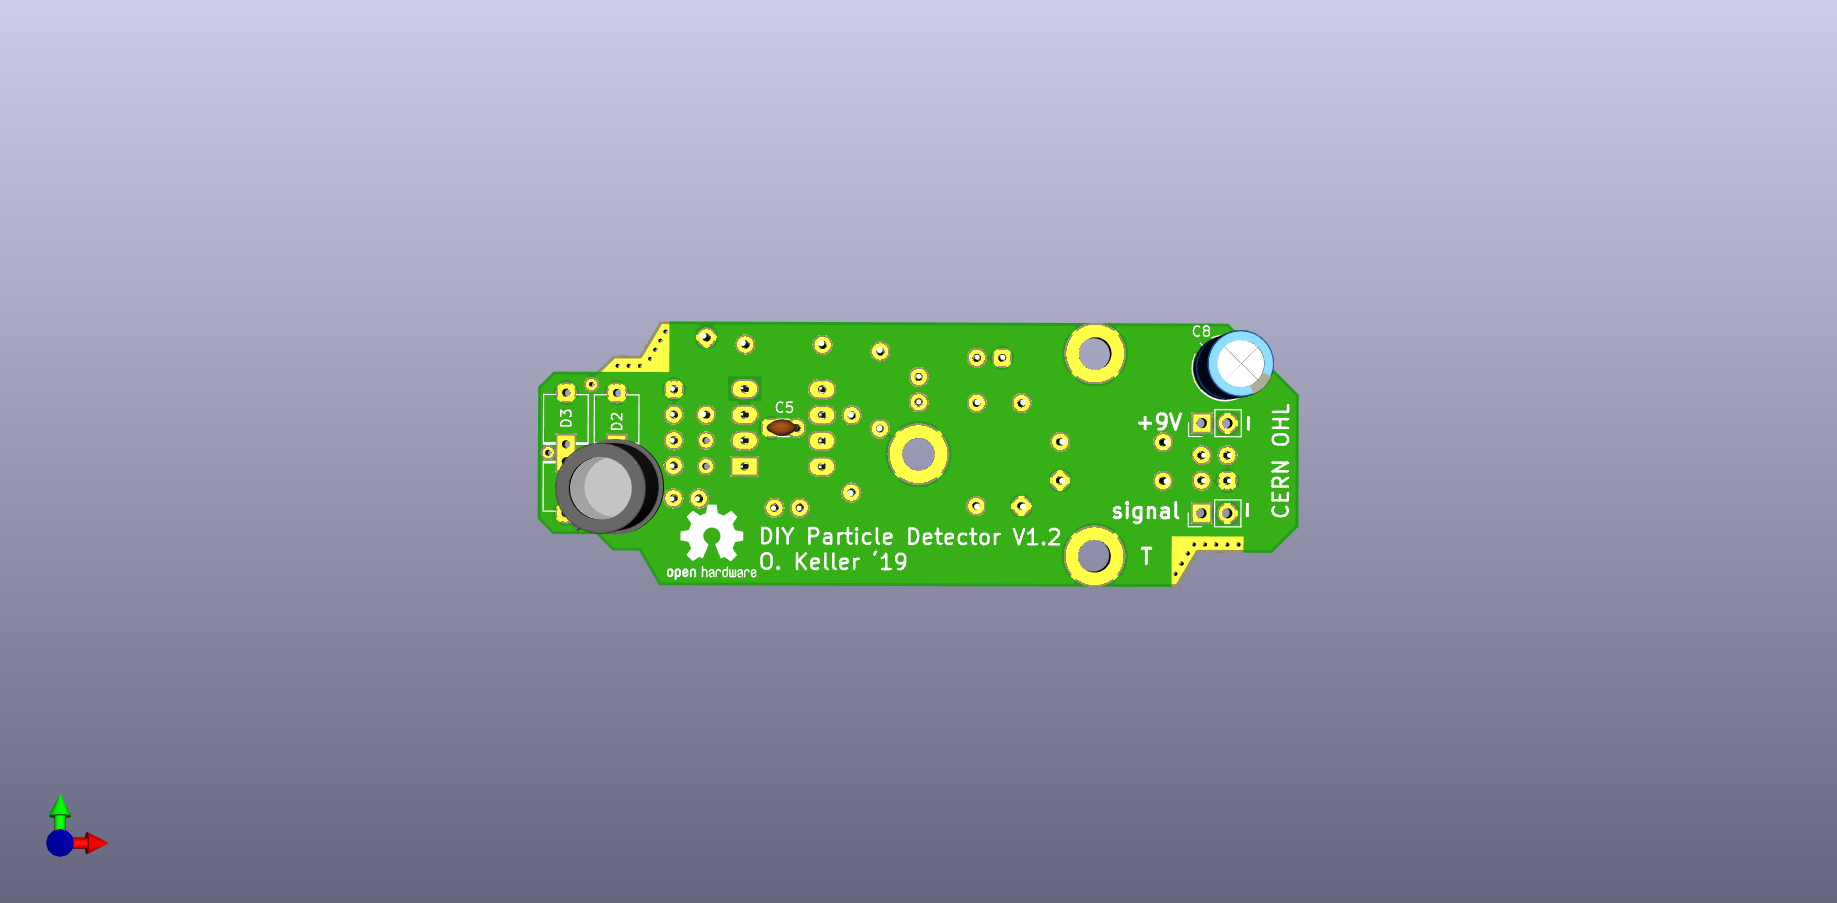 C8
D3
D2
C5
+9V
CERN OHL
signal
DIY Particle Detector V1.2
O. Keller '19
T
open hardware